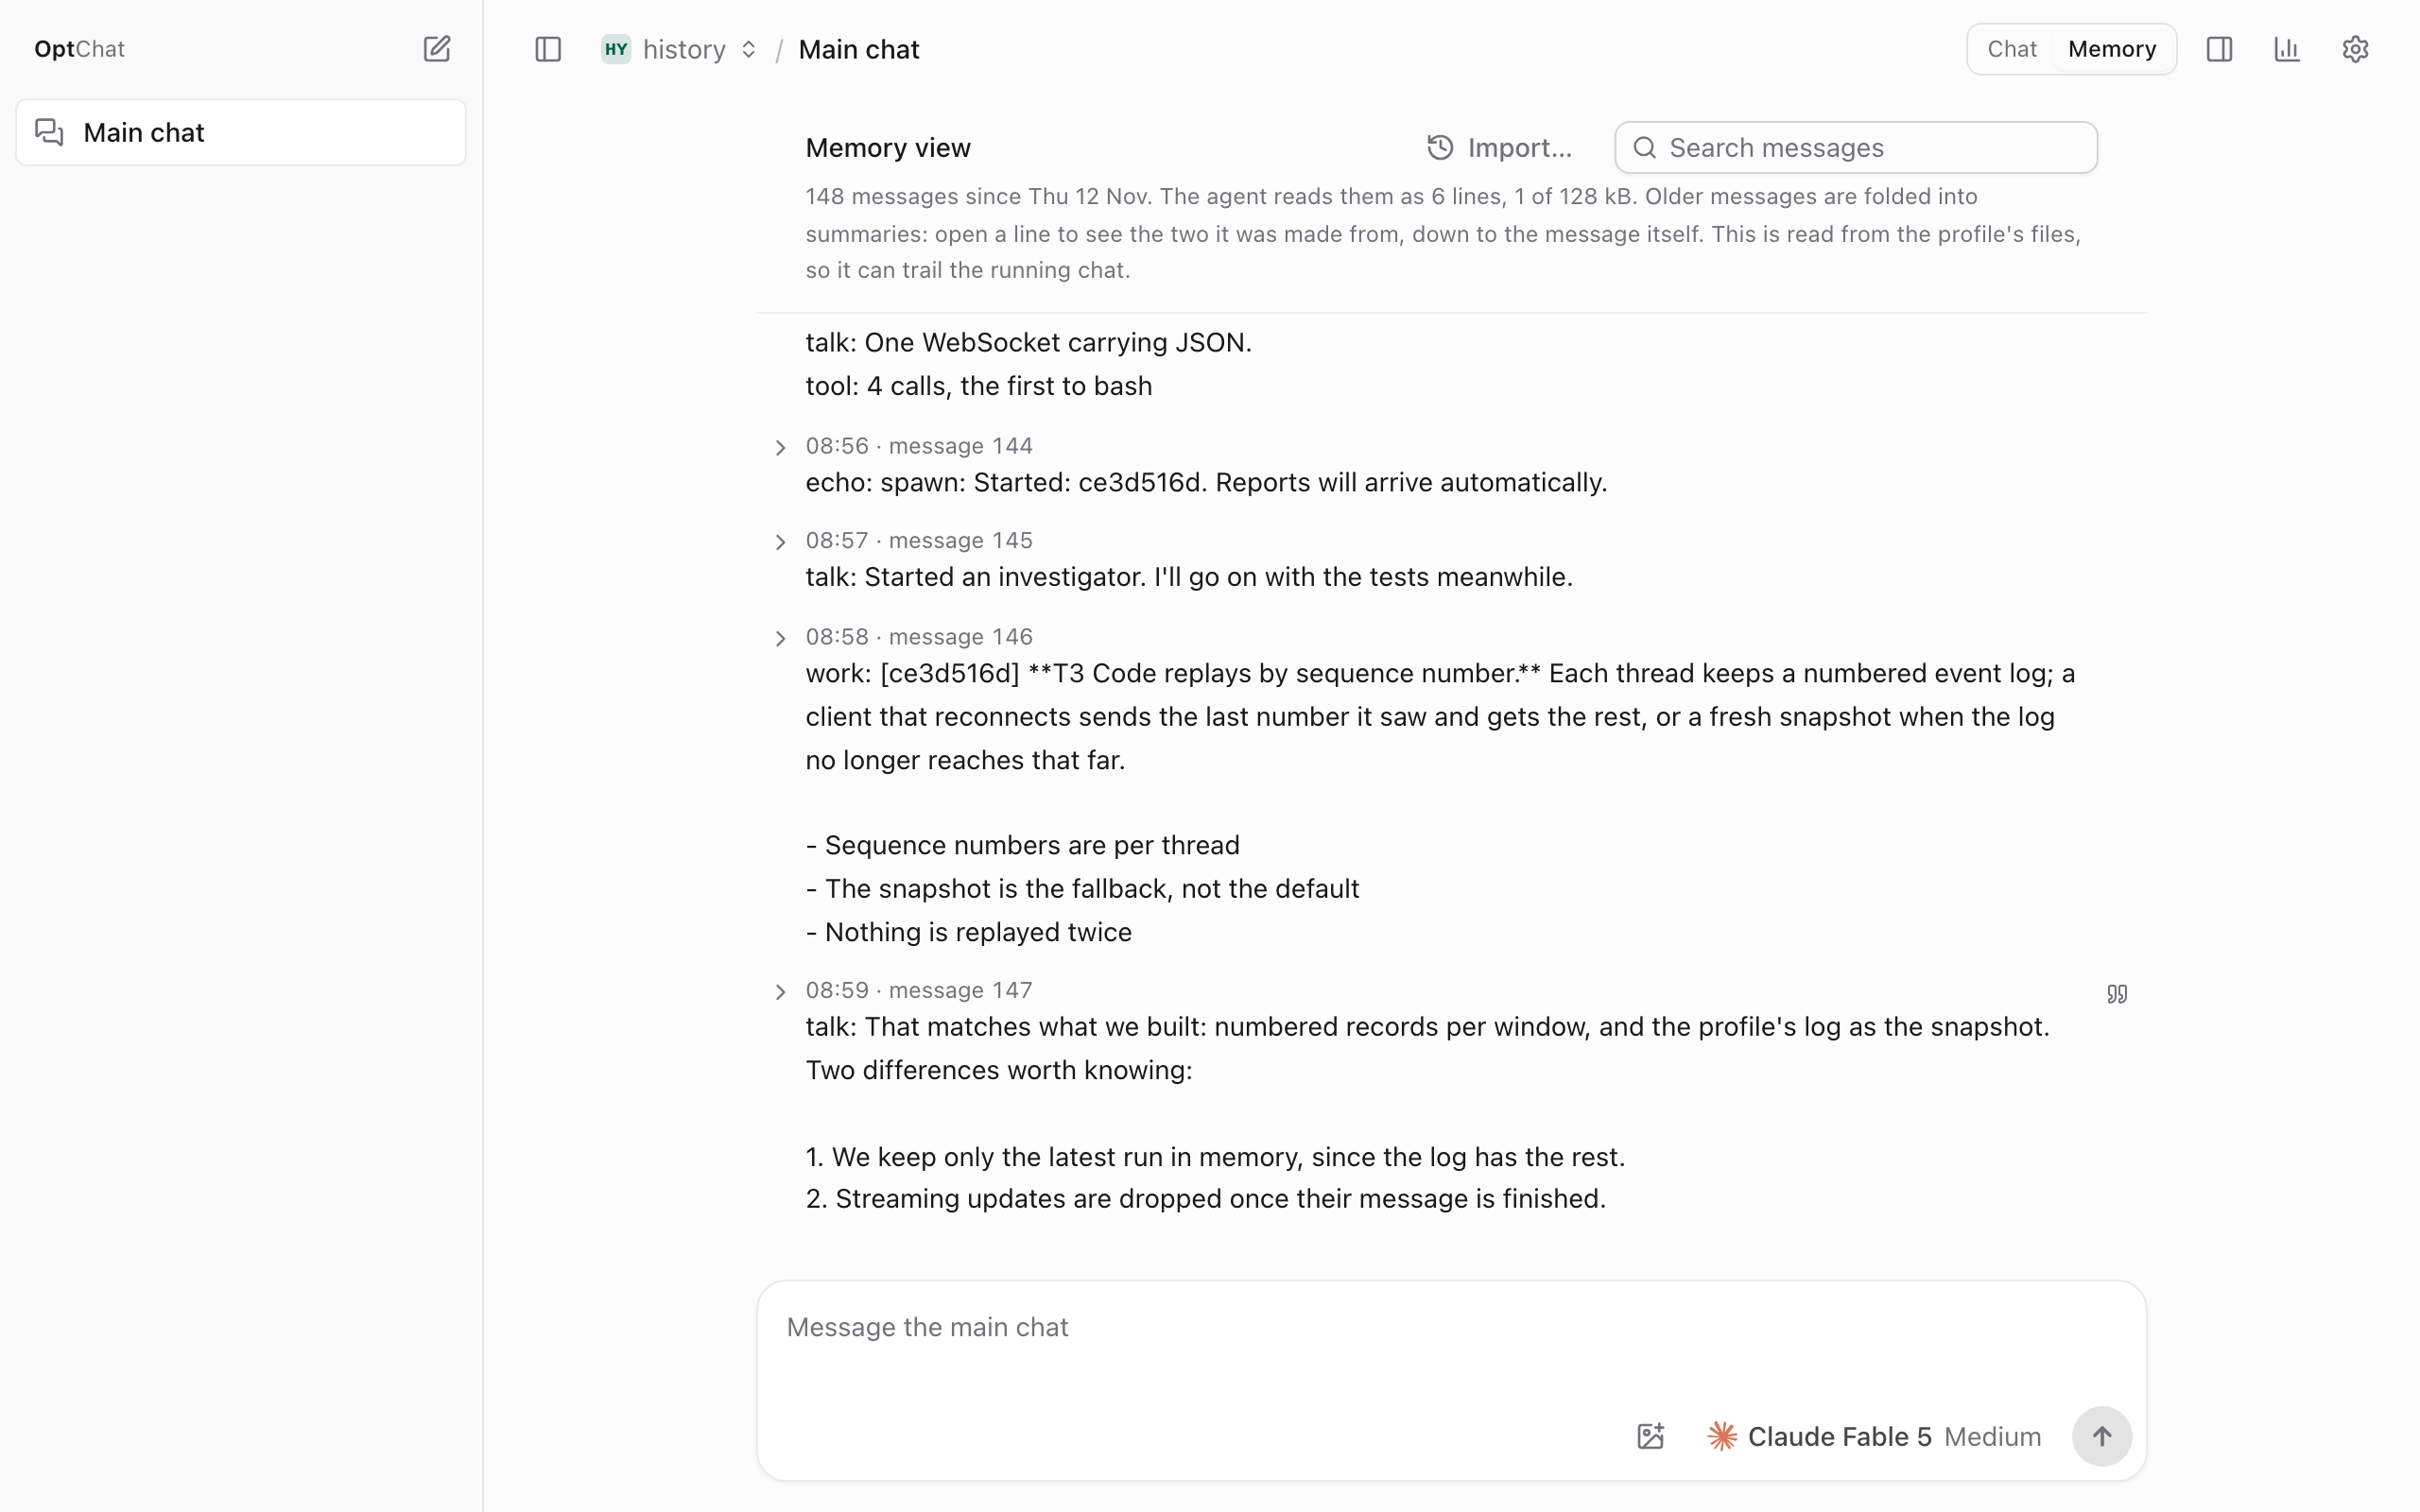 OptChat
Main chat
HY history / Main chat
Chat Memory
Memory view
Import...
Search messages
148 messages since Thu 12 Nov. The agent reads them as 6 lines, 1 of 128 kB. Older messages are folded into
summaries: open a line to see the two it was made from, down to the message itself. This is read from the profile's files,
so it can trail the running chat.
talk: One WebSocket carrying JSON.
tool: 4 calls, the first to bash
08:56 · message 144
echo: spawn: Started: ce3d516d. Reports will arrive automatically.
08:57 · message 145
talk: Started an investigator. I'll go on with the tests meanwhile.
08:58 · message 146
work: [ce3d516d] **T3 Code replays by sequence number.** Each thread keeps a numbered event log; a
client that reconnects sends the last number it saw and gets the rest, or a fresh snapshot when the log
no longer reaches that far.
- Sequence numbers are per thread
- The snapshot is the fallback, not the default
- Nothing is replayed twice
08:59 · message 147
talk: That matches what we built: numbered records per window, and the profile's log as the snapshot.
Two differences worth knowing:
1. We keep only the latest run in memory, since the log has the rest.
2. Streaming updates are dropped once their message is finished.
Message the main chat
Claude Fable 5 Medium